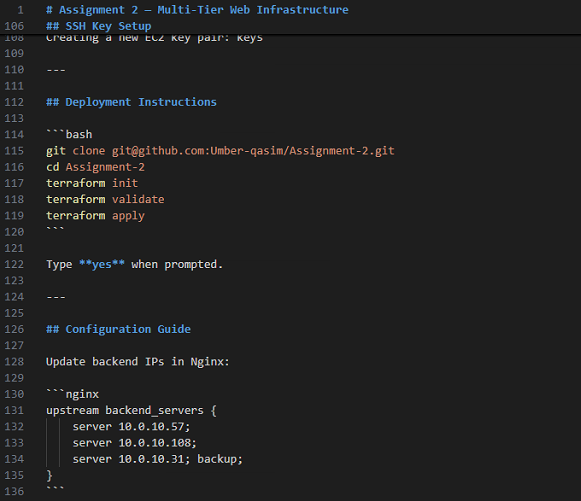 1 # Assignment 2 – Multi-Tier Web Infrastructure
106 ## SSH Key Setup
108 Creating a new EC2 key pair: keys
109
110 ---
111
112 ## Deployment Instructions
113
114 ```bash
115 git clone git@github.com:Umber-qasim/Assignment-2.git
116 cd Assignment-2
117 terraform init
118 terraform validate
119 terraform apply
120 ```
121
122 Type **yes** when prompted.
123
124 ---
125
126 ## Configuration Guide
127
128 Update backend IPs in Nginx:
129
130 ```nginx
131 upstream backend_servers {
132     server 10.0.10.57;
133     server 10.0.10.108;
134     server 10.0.10.31; backup;
135 }
136 ```